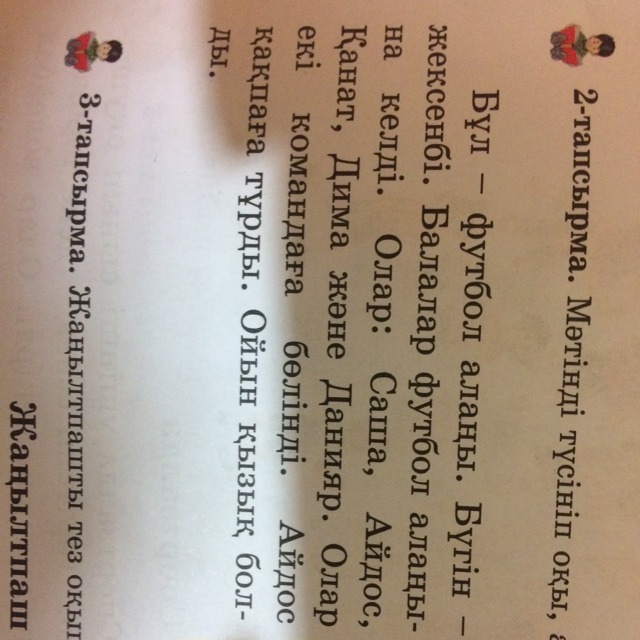 2-тапсырма. Мәтінді түсініп оқы,
Бұл – футбол алаңы. Бүгін –
жексенбі. Балалар футбол алаңы-
на келді. Олар: Саша, Айдос,
Қанат, Дима және Данияр. Олар
екі командаға бөлінді. Айдос
қақпаға тұрды. Ойын қызық бол-
ды.
3-тапсырма. Жаңылтпашты тез
Жаңылтпаш